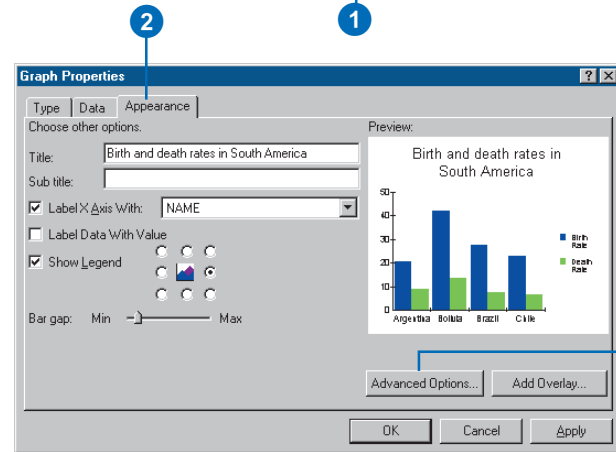 2
1
Graph Properties
Type Data Appearance
Choose other options.
Title: Birth and death rates in South America
Sub title:
Label X Axis With: NAME
Label Data With Value
Show Legend
Bar gap: Min Max
Preview:
Birth and death rates in
South America
50
40
30
20
10
0
Birth
Rate
Death
Rate
Argentina Bolivia Brazil Chile
Advanced Options... Add Overlay...
OK Cancel Apply